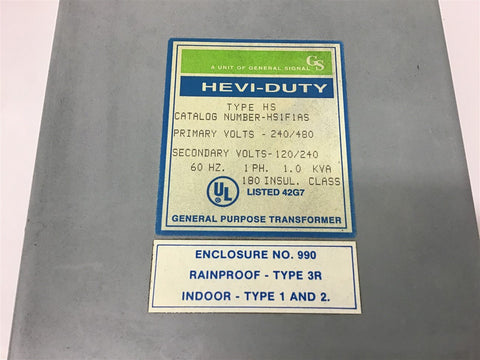 A UNIT OF GENERAL SIGNAL GS
HEVI-DUTY
TYPE HS
CATALOG NUMBER-HS1F1AS
PRIMARY VOLTS - 240/480
SECONDARY VOLTS-120/240
60 HZ. 1 PH. 1.0 KVA
180 INSUL. CLASS
UL LISTED 42G7
GENERAL PURPOSE TRANSFORMER
ENCLOSURE NO. 990
RAINPROOF - TYPE 3R
INDOOR - TYPE 1 AND 2.